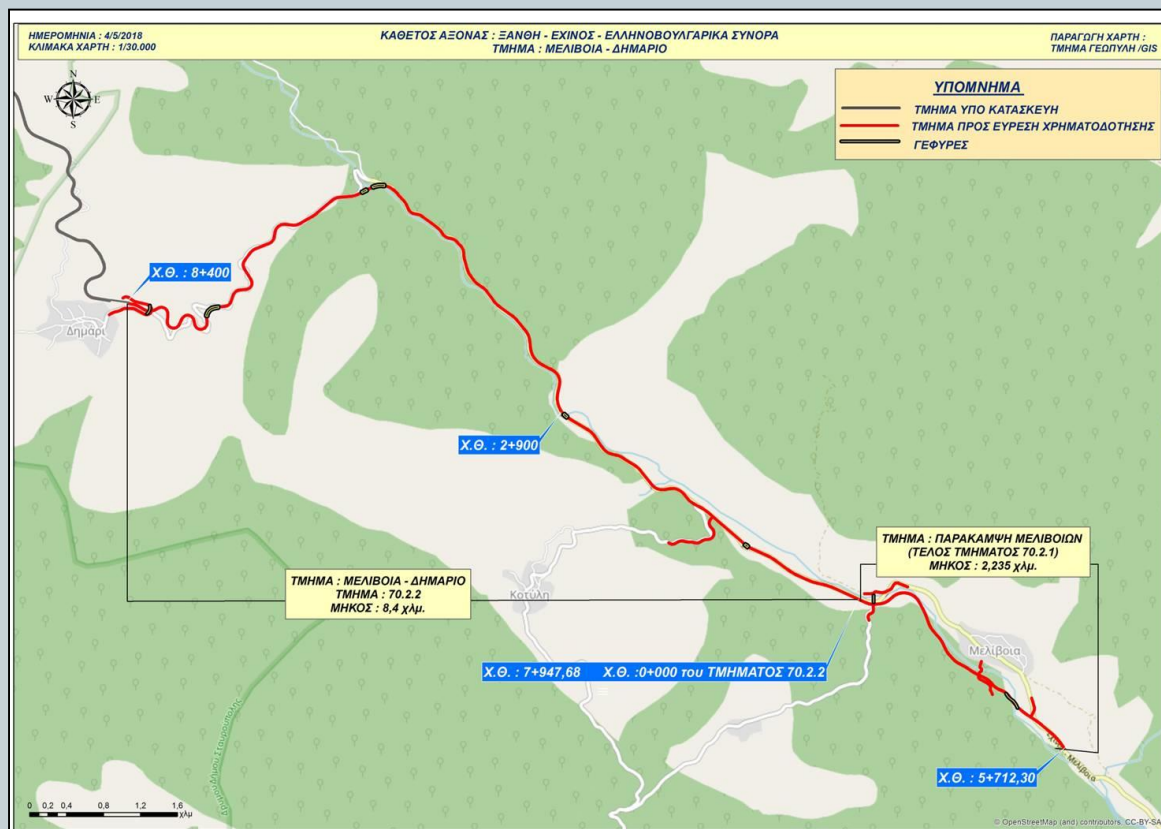 ΗΜΕΡΟΜΗΝΙΑ : 4/5/2018
ΚΛΙΜΑΚΑ ΧΑΡΤΗ : 1/30.000
ΚΑΘΕΤΟΣ ΑΞΟΝΑΣ : ΞΑΝΘΗ - ΕΧΙΝΟΣ - ΕΛΛΗΝΟΒΟΥΛΓΑΡΙΚΑ ΣΥΝΟΡΑ
ΤΜΗΜΑ : ΜΕΛΙΒΟΙΑ - ΔΗΜΑΡΙΟ
ΠΑΡΑΓΩΓΗ ΧΑΡΤΗ :
ΤΜΗΜΑ ΓΕΩΠΥΛΗ /GIS
N
W E
S
ΥΠΟΜΝΗΜΑ
ΤΜΗΜΑ ΥΠΟ ΚΑΤΑΣΚΕΥΗ
ΤΜΗΜΑ ΠΡΟΣ ΕΥΡΕΣΗ ΧΡΗΜΑΤΟΔΟΤΗΣΗΣ
ΓΕΦΥΡΕΣ
Χ.Θ. : 8+400
Δημάρι
Χ.Θ. : 2+900
ΤΜΗΜΑ : ΠΑΡΑΚΑΜΨΗ ΜΕΛΙΒΟΙΩΝ
(ΤΕΛΟΣ ΤΜΗΜΑΤΟΣ 70.2.1)
ΜΗΚΟΣ : 2,235 χλμ.
ΤΜΗΜΑ : ΜΕΛΙΒΟΙΑ - ΔΗΜΑΡΙΟ
ΤΜΗΜΑ : 70.2.2
ΜΗΚΟΣ : 8,4 χλμ.
Κοτύλη
Μελίβοια
Χ.Θ. : 7+947,68 Χ.Θ. :0+000 του ΤΜΗΜΑΤΟΣ 70.2.2
Μελίβοια
Χ.Θ. : 5+712,30
0 0,2 0,4 0,8 1,2 1,6
χλμ
© OpenStreetMap (and) contributors, CC-BY-SA